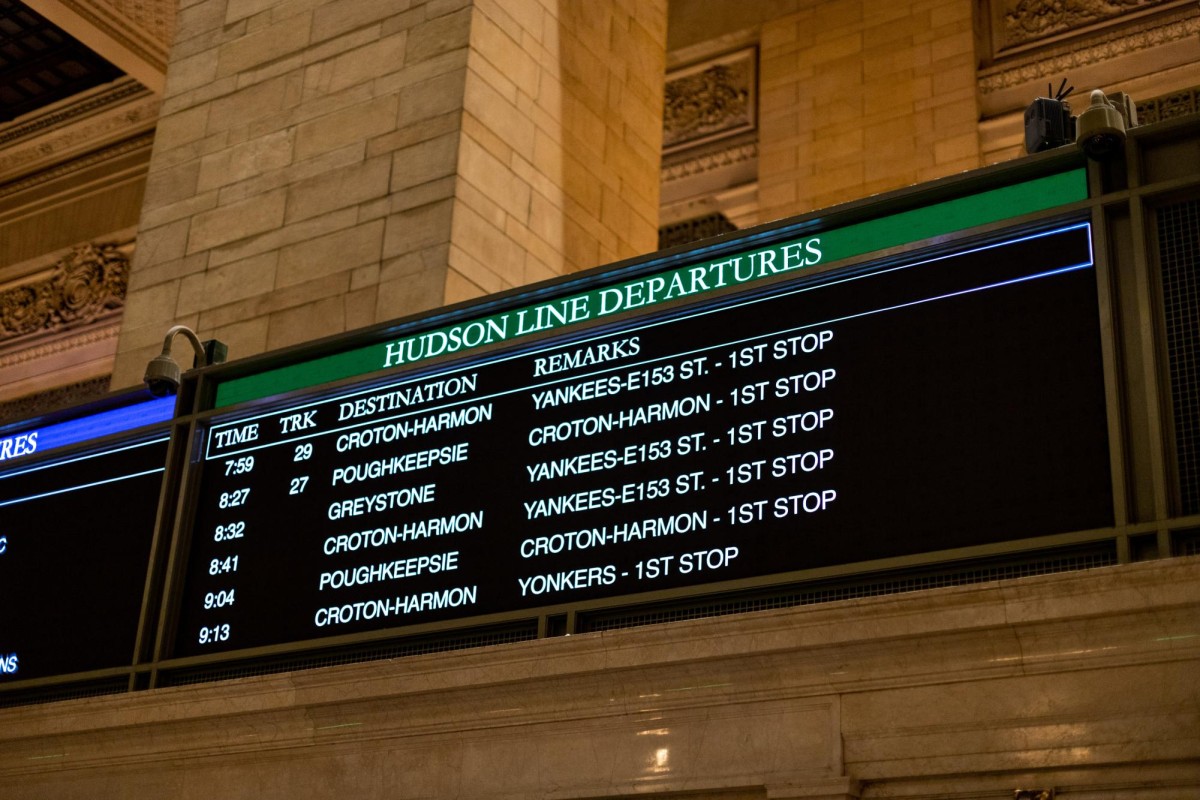 RES
C
NS
HUDSON LINE DEPARTURES
TIME TRK DESTINATION REMARKS
7:59 29 CROTON-HARMON YANKEES-E153 ST. - 1ST STOP
8:27 27 POUGHKEEPSIE CROTON-HARMON - 1ST STOP
8:32 GREYSTONE YANKEES-E153 ST. - 1ST STOP
8:41 CROTON-HARMON YANKEES-E153 ST. - 1ST STOP
9:04 POUGHKEEPSIE CROTON-HARMON - 1ST STOP
9:13 CROTON-HARMON YONKERS - 1ST STOP